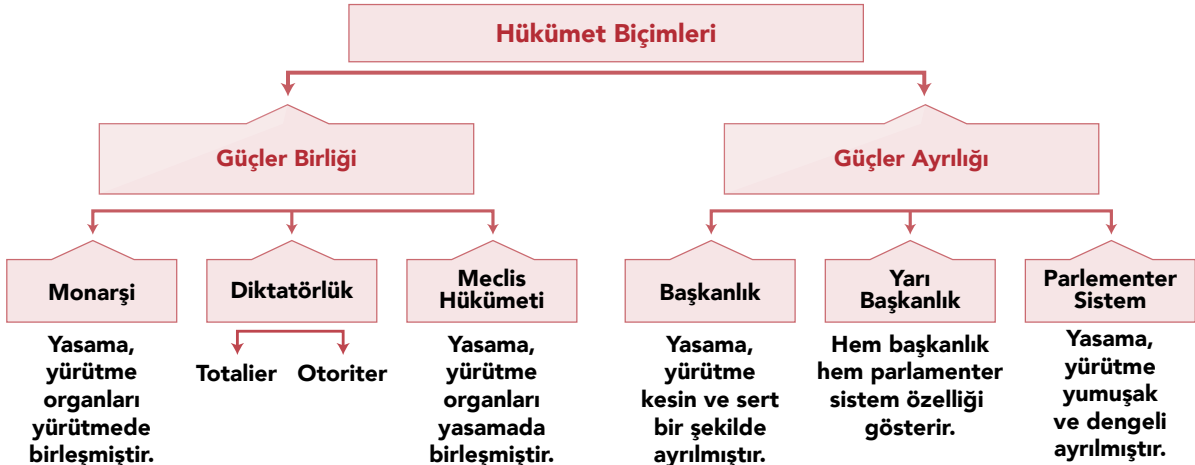 Hükümet Biçimleri
Güçler Birliği
Güçler Ayrılığı
Monarşi
Diktatörlük
Meclis
Hükümeti
Başkanlık
Yarı
Başkanlık
Parlementer
Sistem
Yasama,
yürütme
organları
yürütmede
birleşmiştir.
Totalier
Otoriter
Yasama,
yürütme
organları
yasamada
birleşmiştir.
Yasama,
yürütme
kesin ve sert
bir şekilde
ayrılmıştır.
Hem başkanlık
hem parlamenter
sistem özelliği
gösterir.
Yasama,
yürütme
yumuşak
ve dengeli
ayrılmıştır.